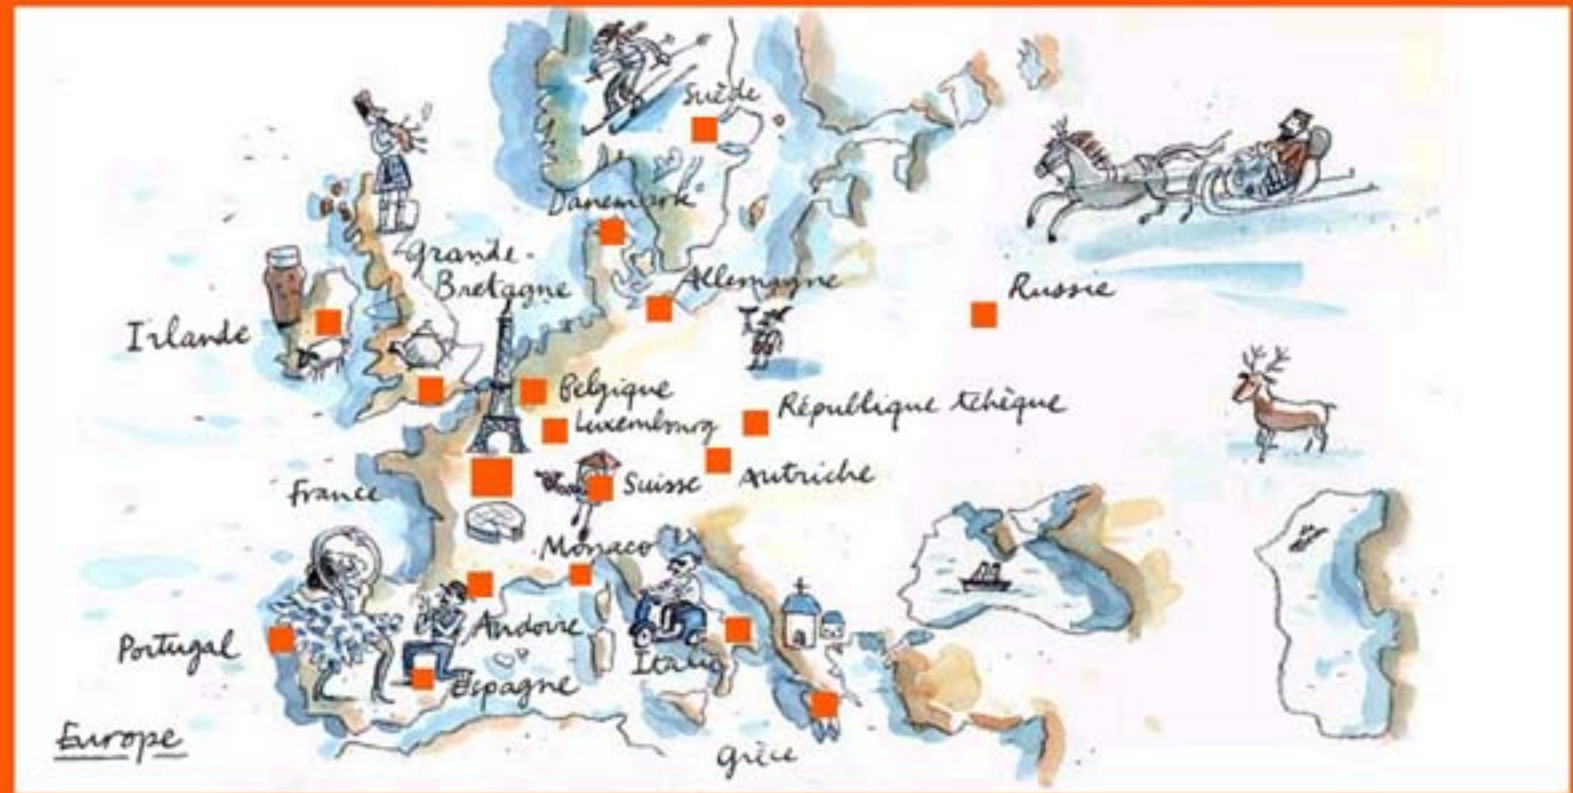 Suède
Danemark
Grande-
Bretagne
Allemagne
Russie
Irlande
Belgique
Luxembourg
République tchèque
Autriche
Suisse
France
Monaco
Andorre
Portugal
Italie
Espagne
Europe
Grèce